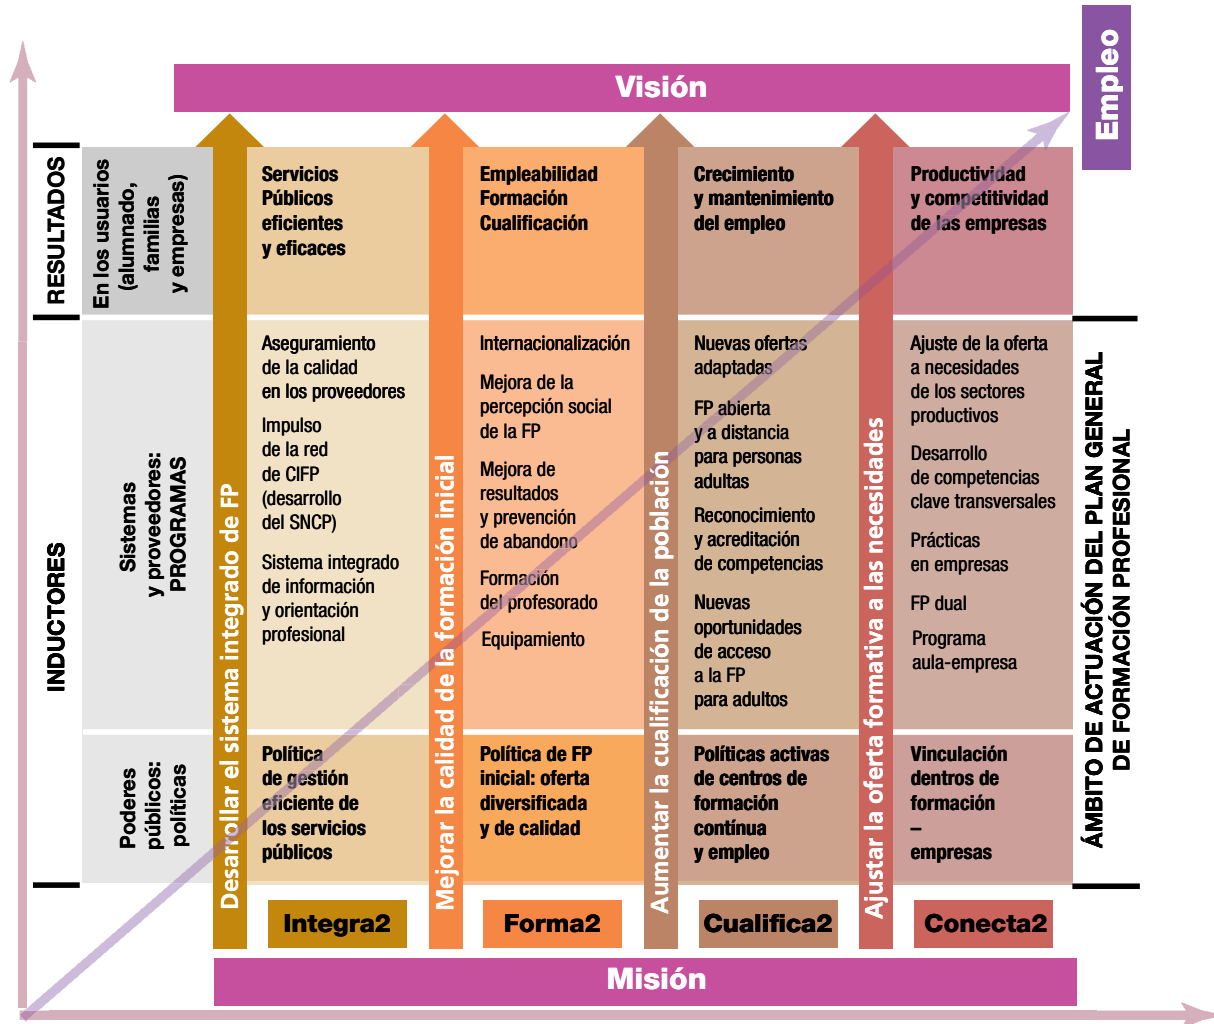 Empleo
Visión
RESULTADOS
En los usuarios
(alumnado,
familias
y empresas)
Servicios
Públicos
eficientes
y eficaces
Empleabilidad
Formación
Cualificación
Crecimiento
y mantenimiento
del empleo
Productividad
y competitividad
de las empresas
INDUCTORES
Sistemas
y proveedores:
PROGRAMAS
Desarrollar el sistema integrado de FP
Aseguramiento
de la calidad
en los proveedores
Impulso
de la red
de CIFP
(desarrollo
del SNCP)
Sistema integrado
de información
y orientación
profesional
Mejorar la calidad de la formación inicial
Internacionalización
Mejora de la
percepción social
de la FP
Mejora de
resultados
y prevención
de abandono
Formación
del profesorado
Equipamiento
Aumentar la cualificación de la población
Nuevas ofertas
adaptadas
FP abierta
y a distancia
para personas
adultas
Reconocimiento
y acreditación
de competencias
Nuevas
oportunidades
de acceso
a la FP
para adultos
Ajustar la oferta formativa a las necesidades
Ajuste de la oferta
a necesidades
de los sectores
productivos
Desarrollo
de competencias
clave transversales
Prácticas
en empresas
FP dual
Programa
aula-empresa
ÁMBITO DE ACTUACIÓN DEL PLAN GENERAL
DE FORMACIÓN PROFESIONAL
Poderes
públicos:
políticas
Política
de gestión
eficiente de
los servicios
públicos
Política de FP
inicial: oferta
diversificada
y de calidad
Políticas activas
de centros de
formación
contínua
y empleo
Vinculación
dentros de
formación
–
empresas
Integra2
Forma2
Cualifica2
Conecta2
Misión